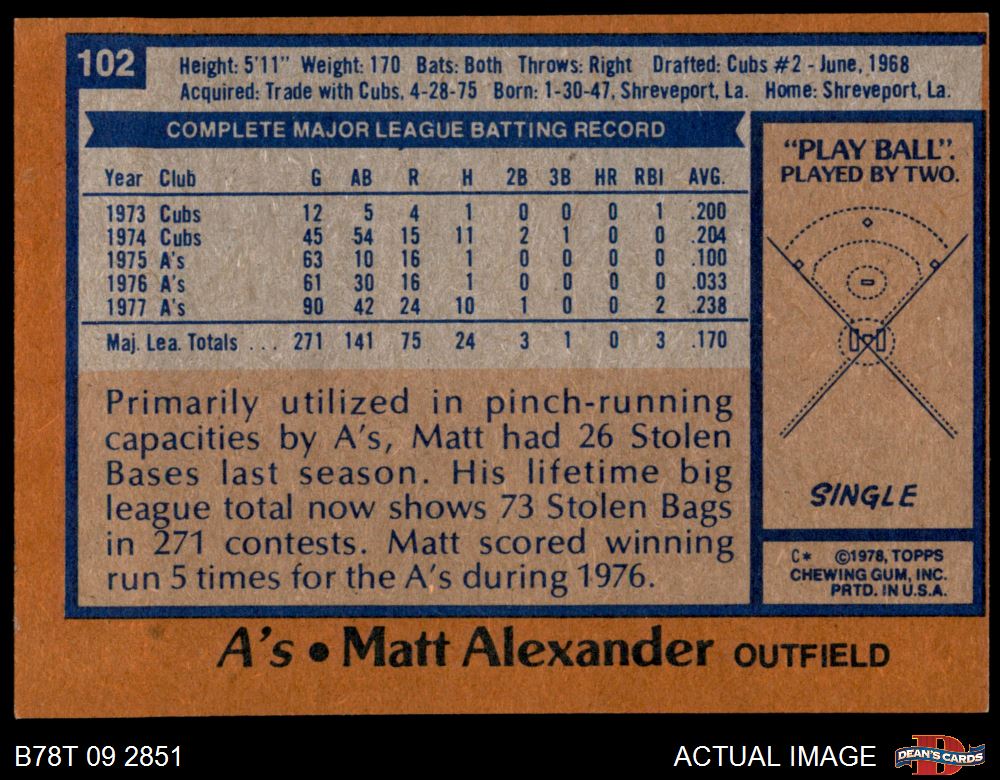 102
Height: 5'11" Weight: 170 Bats: Both Throws: Right Drafted: Cubs #2 - June, 1968
Acquired: Trade with Cubs, 4-28-75 Born: 1-30-47, Shreveport, La. Home: Shreveport, La.
COMPLETE MAJOR LEAGUE BATTING RECORD
Year Club G AB R H 2B 3B HR RBI AVG.
1973 Cubs 12 5 4 1 0 0 0 1 .200
1974 Cubs 45 54 15 11 2 1 0 0 .204
1975 A's 63 10 16 1 0 0 0 0 .100
1976 A's 61 30 16 1 0 0 0 0 .033
1977 A's 90 42 24 10 1 0 0 2 .238
Maj. Lea. Totals ... 271 141 75 24 3 1 0 3 .170
Primarily utilized in pinch-running
capacities by A's, Matt had 26 Stolen
Bases last season. His lifetime big
league total now shows 73 Stolen Bags
in 271 contests. Matt scored winning
run 5 times for the A's during 1976.
"PLAY BALL".
PLAYED BY TWO.
SINGLE
C* ©1978, TOPPS
CHEWING GUM, INC.
PRTD. IN U.S.A.
A's • Matt Alexander OUTFIELD
B78T 09 2851
ACTUAL IMAGE
DEAN'S CARDS